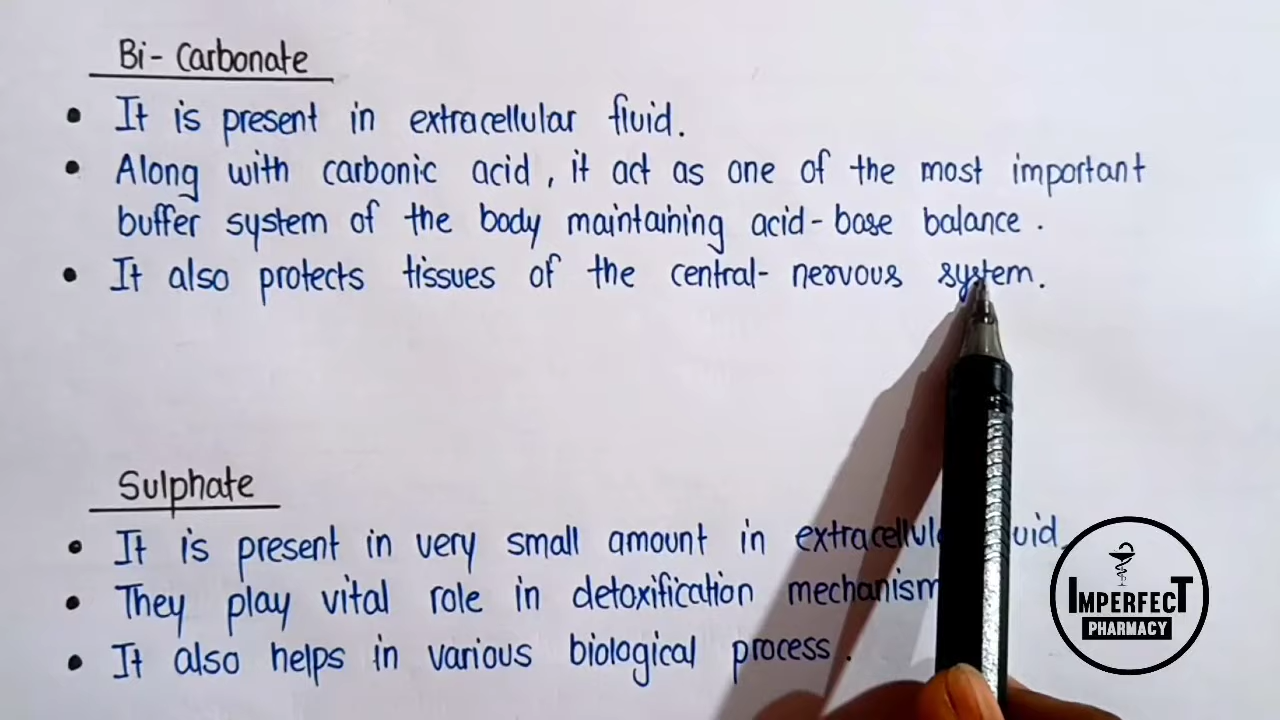 Bi- Carbonate
• It is present in extracellular fluid.
• Along with carbonic acid, it act as one of the most important
buffer system of the body maintaining acid-base balance.
• It also protects tissues of the central- nervous system.
Sulphate
• It is present in very small amount in
• They play vital role in detoxification mechanism
• It also helps in various biological process.
IMPERFECT
PHARMACY